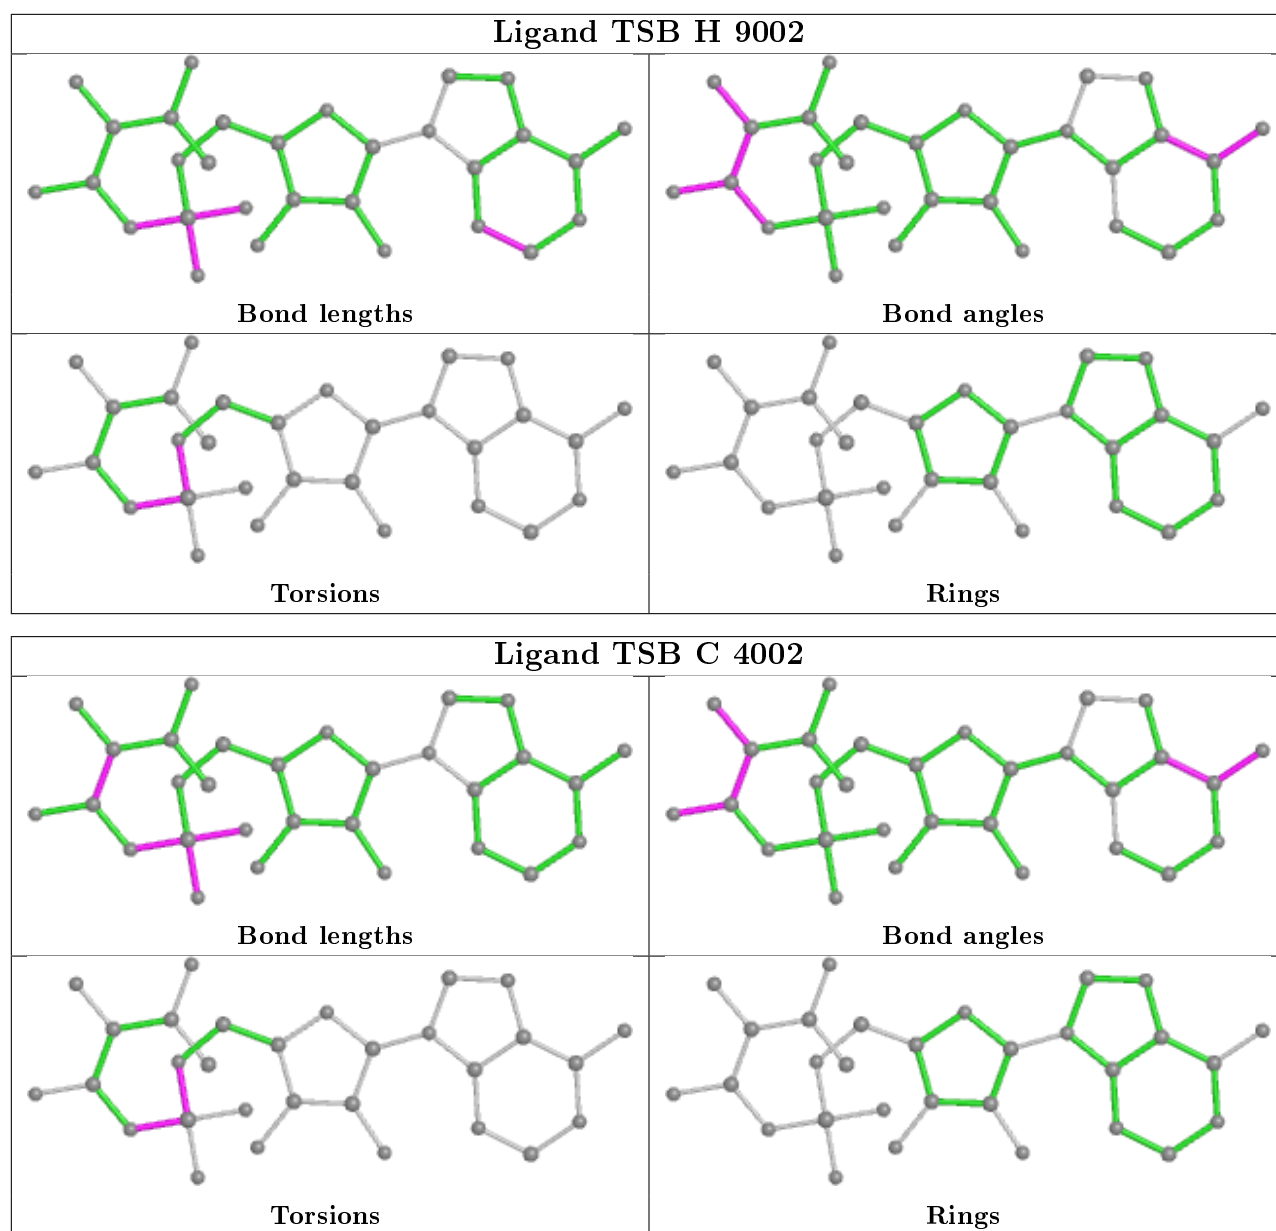 Ligand TSB H 9002
Bond lengths
Bond angles
Torsions
Rings
Ligand TSB C 4002
Bond lengths
Bond angles
Torsions
Rings